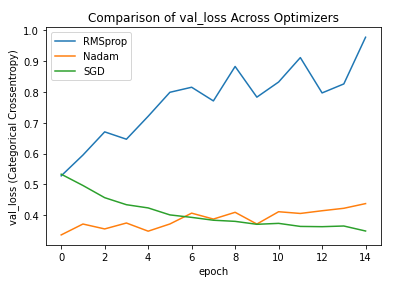 Comparison of val_loss Across Optimizers
val_loss (Categorical Crossentropy)
1.0
0.9
0.8
0.7
0.6
0.5
0.4
RMSprop
Nadam
SGD
0 2 4 6 8 10 12 14
epoch